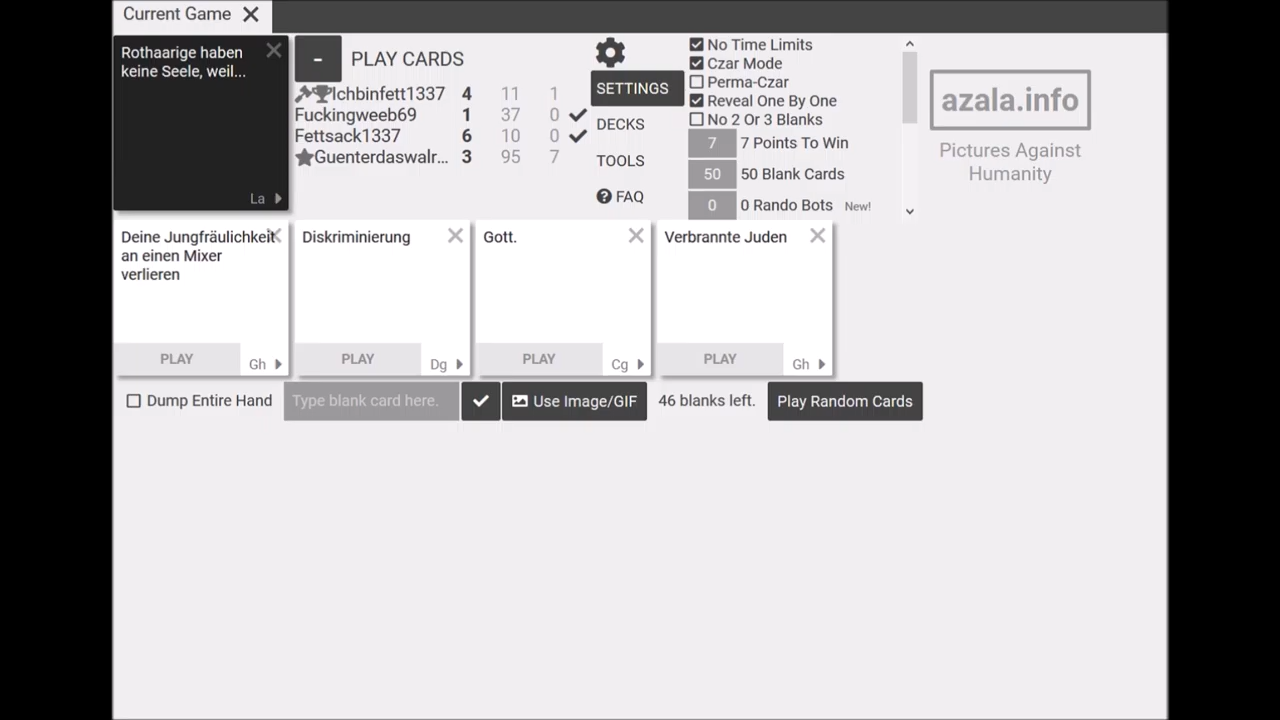 Current Game
Rothaarige haben
keine Seele, weil...
La
-
PLAY CARDS
Ichbinfett1337 4 11 1
Fuckingweeb69 1 37 0
Fettsack1337 6 10 0
Guenterdaswalr... 3 95 7
SETTINGS
DECKS
TOOLS
FAQ
No Time Limits
Czar Mode
Perma-Czar
Reveal One By One
No 2 Or 3 Blanks
7 7 Points To Win
50 50 Blank Cards
0 0 Rando Bots New!
azala.info
Pictures Against
Humanity
Deine Jungfräulichkeit
an einen Mixer
verlieren
PLAY Gh
Diskriminierung
PLAY Dg
Gott.
PLAY Cg
Verbrannte Juden
PLAY Gh
Dump Entire Hand Type blank card here. Use Image/GIF 46 blanks left. Play Random Cards